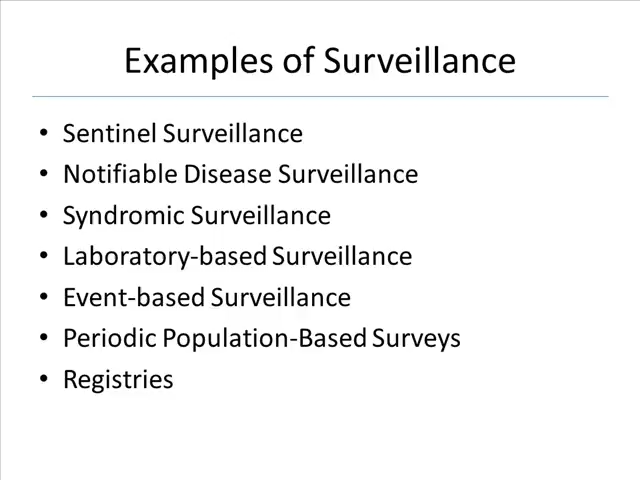 Examples of Surveillance
• Sentinel Surveillance
• Notifiable Disease Surveillance
• Syndromic Surveillance
• Laboratory-based Surveillance
• Event-based Surveillance
• Periodic Population-Based Surveys
• Registries